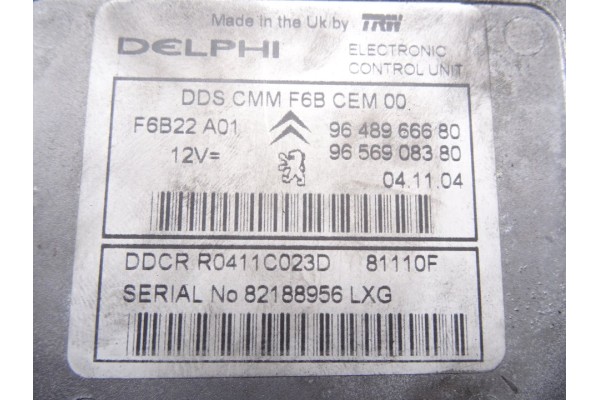 Made in the Uk by TRW
DELPHI ELECTRONIC
CONTROL UNIT
DDS CMM F6B CEM 00
F6B22 A01 96 489 666 80
12V= 96 569 083 80
04.11.04
DDCR R0411C023D 81110F
SERIAL No 82188956 LXG